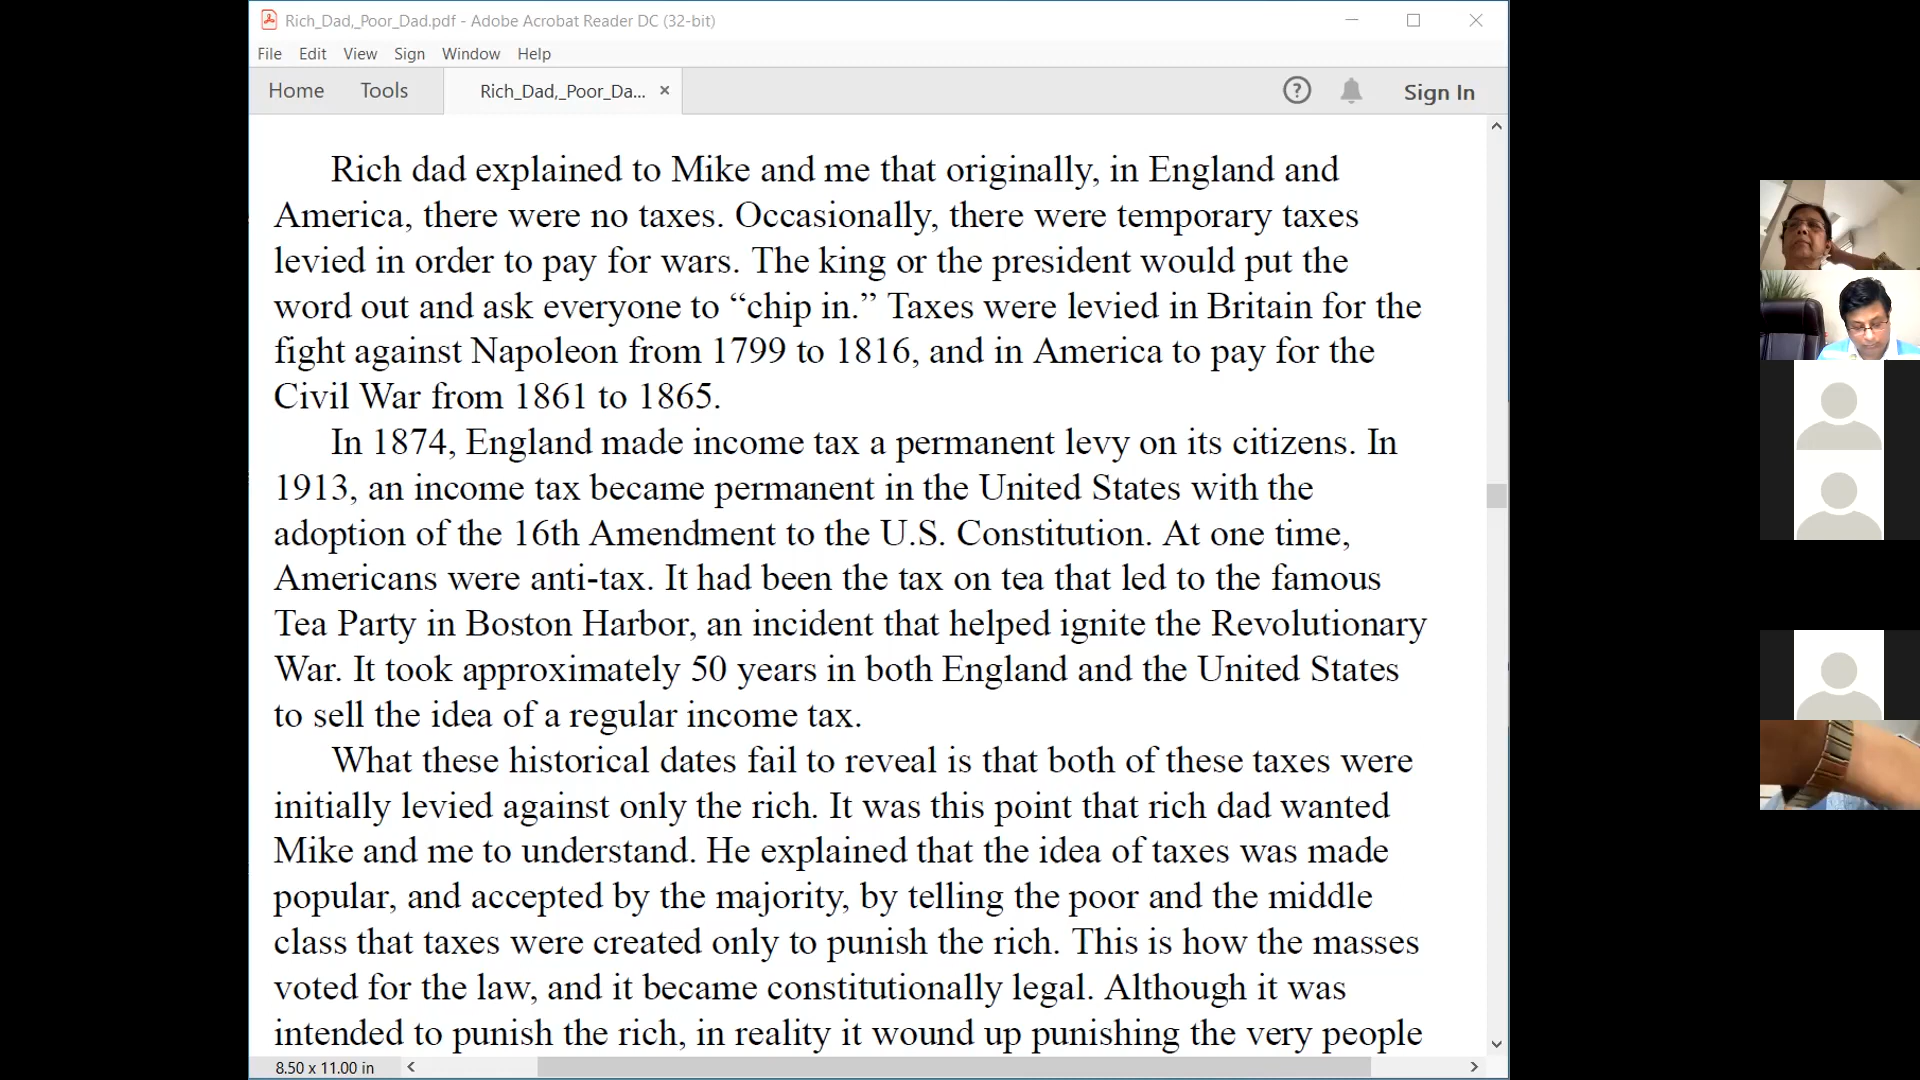 Rich_Dad,_Poor_Dad.pdf - Adobe Acrobat Reader DC (32-bit)
File Edit View Sign Window Help
Home Tools Rich_Dad,_Poor_Da... × Sign In
Rich dad explained to Mike and me that originally, in England and
America, there were no taxes. Occasionally, there were temporary taxes
levied in order to pay for wars. The king or the president would put the
word out and ask everyone to “chip in.” Taxes were levied in Britain for the
fight against Napoleon from 1799 to 1816, and in America to pay for the
Civil War from 1861 to 1865.
In 1874, England made income tax a permanent levy on its citizens. In
1913, an income tax became permanent in the United States with the
adoption of the 16th Amendment to the U.S. Constitution. At one time,
Americans were anti-tax. It had been the tax on tea that led to the famous
Tea Party in Boston Harbor, an incident that helped ignite the Revolutionary
War. It took approximately 50 years in both England and the United States
to sell the idea of a regular income tax.
What these historical dates fail to reveal is that both of these taxes were
initially levied against only the rich. It was this point that rich dad wanted
Mike and me to understand. He explained that the idea of taxes was made
popular, and accepted by the majority, by telling the poor and the middle
class that taxes were created only to punish the rich. This is how the masses
voted for the law, and it became constitutionally legal. Although it was
intended to punish the rich, in reality it wound up punishing the very people
8.50 x 11.00 in